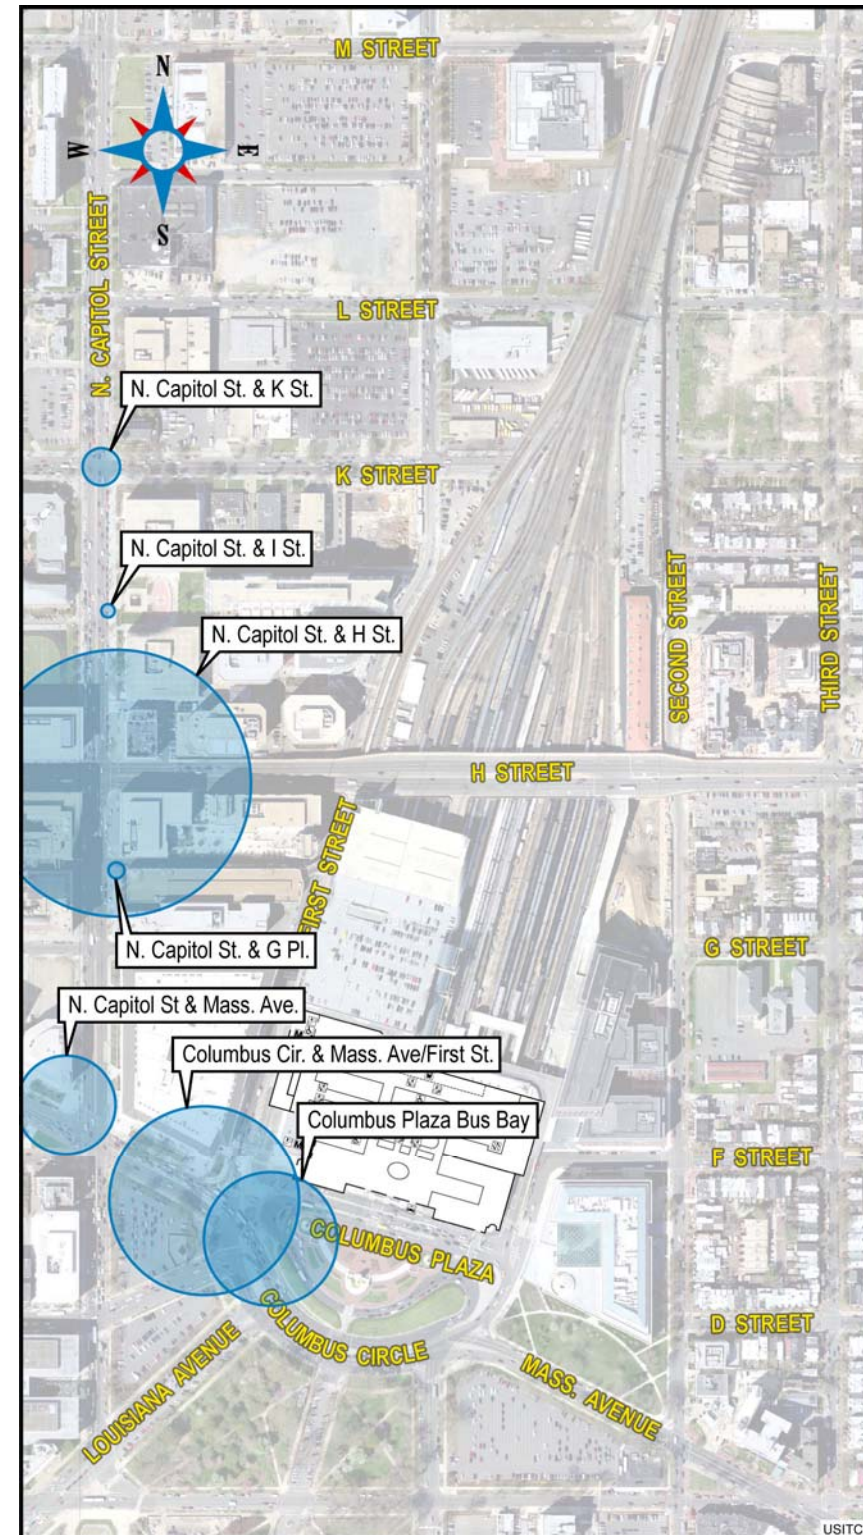 M STREET
N
W
E
S
N. CAPITOL STREET
L STREET
N. Capitol St. & K St.
K STREET
N. Capitol St. & I St.
SECOND STREET
THIRD STREET
N. Capitol St. & H St.
H STREET
FIRST STREET
N. Capitol St. & G Pl.
G STREET
N. Capitol St & Mass. Ave.
Columbus Cir. & Mass. Ave/First St.
Columbus Plaza Bus Bay
F STREET
COLUMBUS PLAZA
D STREET
COLUMBUS CIRCLE
LOUISIANA AVENUE
MASS. AVENUE
USITC